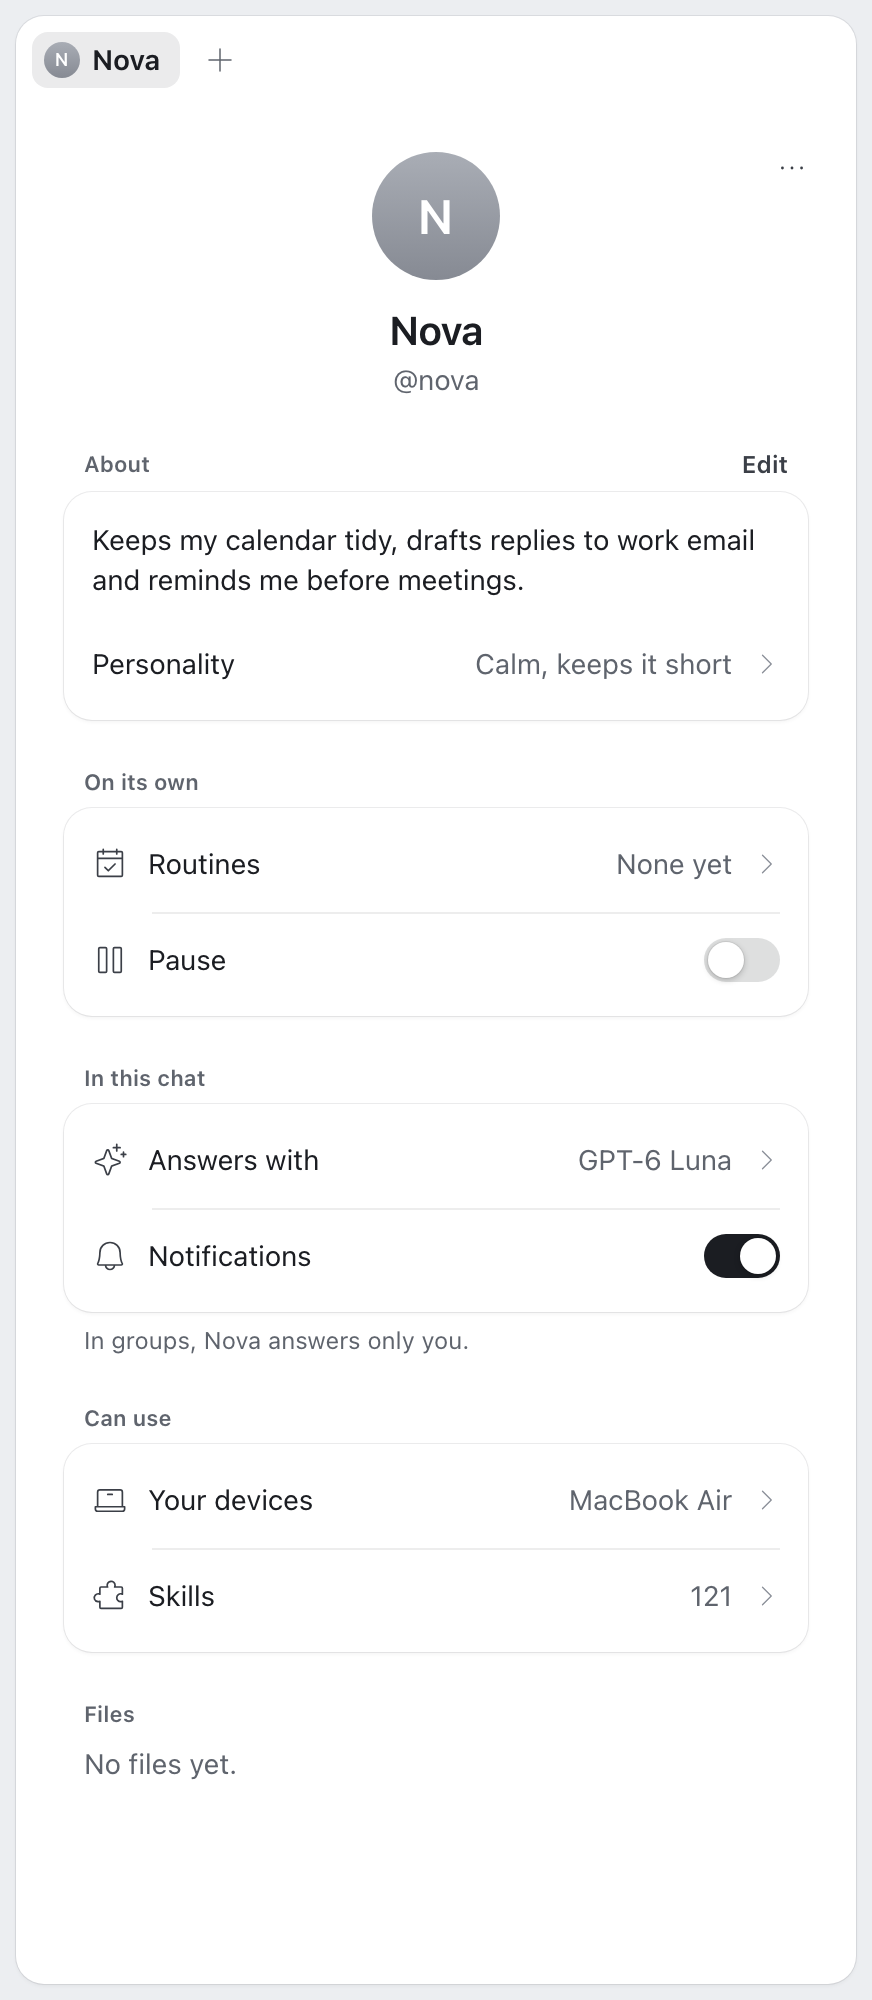 N Nova
...
N
Nova
@nova
About Edit
Keeps my calendar tidy, drafts replies to work email
and reminds me before meetings.
Personality Calm, keeps it short
On its own
Routines None yet
Pause
In this chat
Answers with GPT-6 Luna
Notifications
In groups, Nova answers only you.
Can use
Your devices MacBook Air
Skills 121
Files
No files yet.